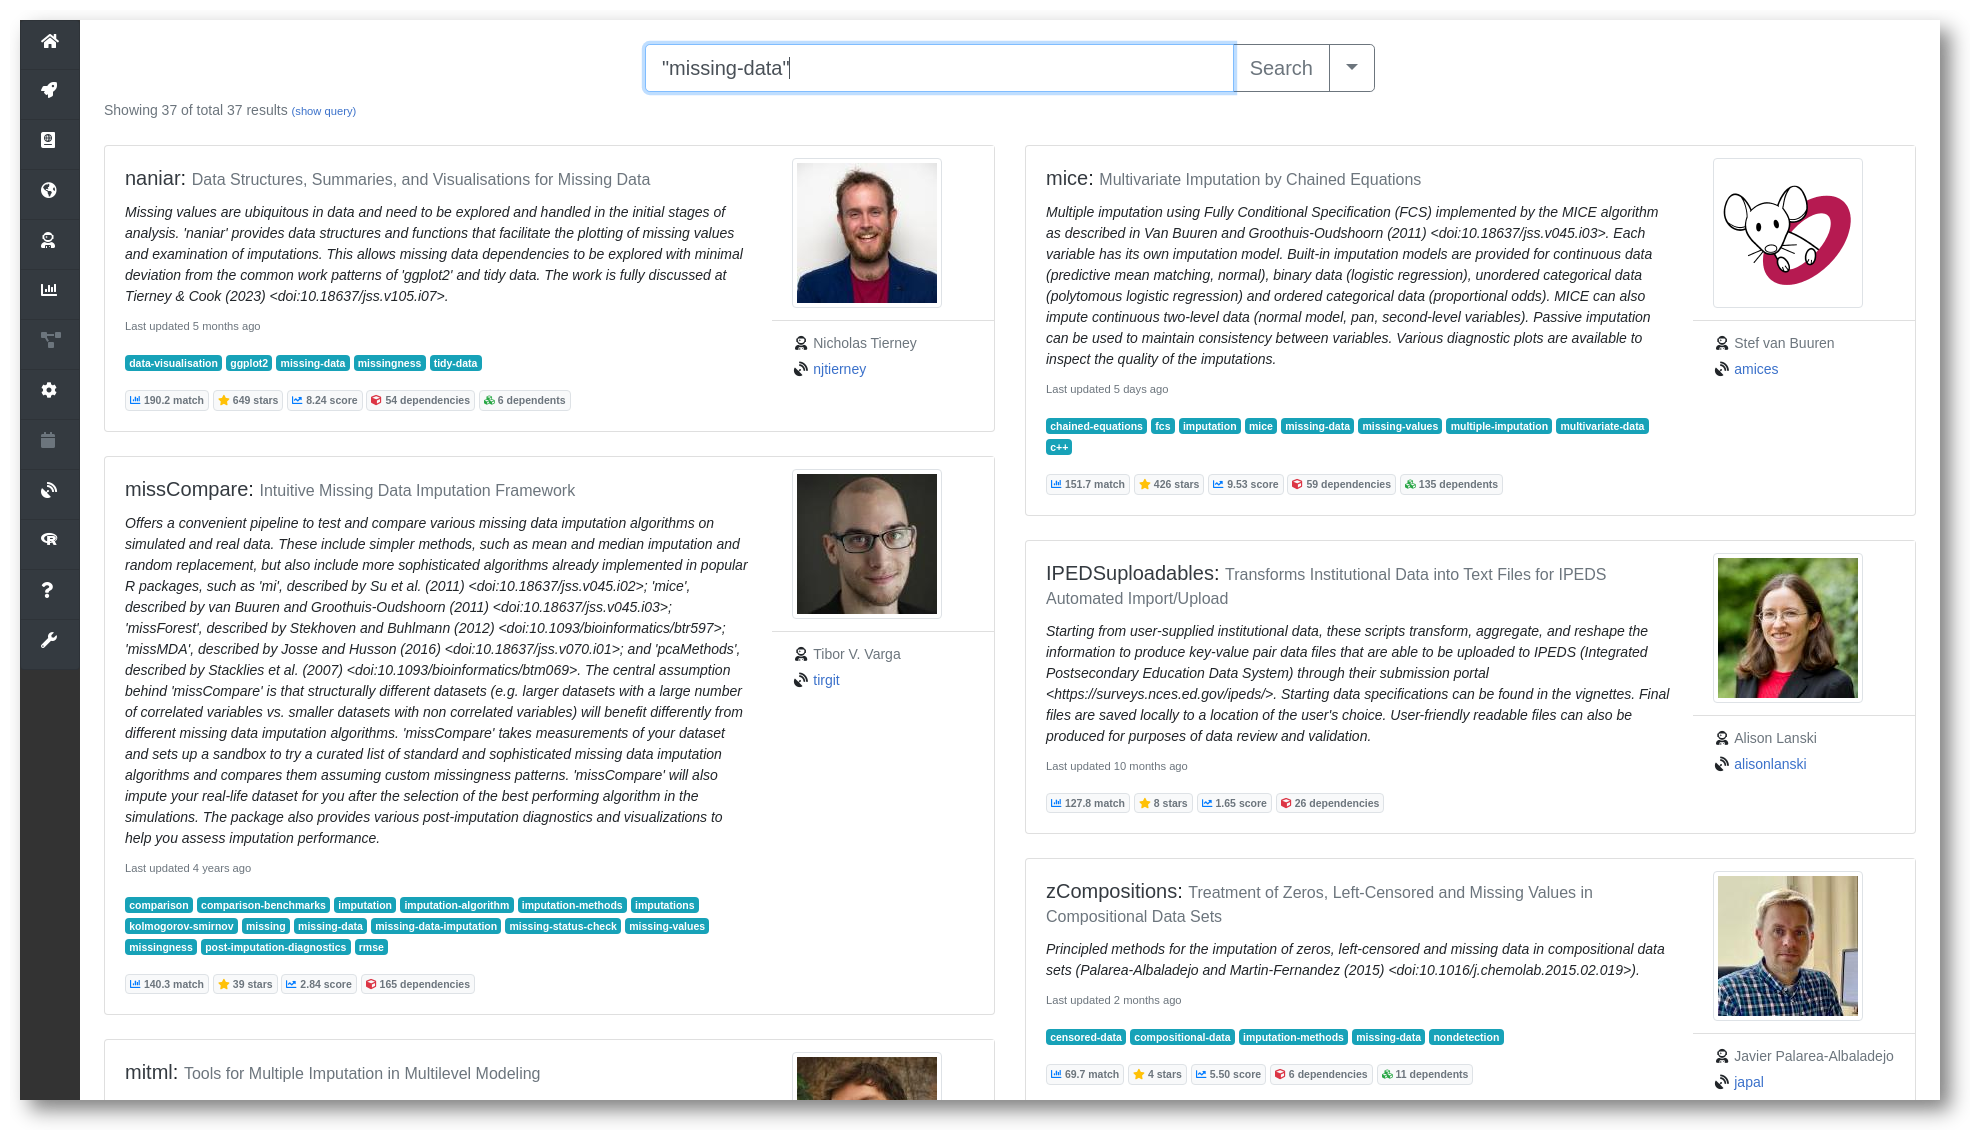 "missing-data"
Search
Showing 37 of total 37 results (show query)
naniar: Data Structures, Summaries, and Visualisations for Missing Data
Missing values are ubiquitous in data and need to be explored and handled in the initial stages of
analysis. 'naniar' provides data structures and functions that facilitate the plotting of missing values
and examination of imputations. This allows missing data dependencies to be explored with minimal
deviation from the common work patterns of 'ggplot2' and tidy data. The work is fully discussed at
Tierney & Cook (2023) <doi:10.18637/jss.v105.i07>.
Last updated 5 months ago
data-visualisation ggplot2 missing-data missingness tidy-data
190.2 match 649 stars 8.24 score 54 dependencies 6 dependents
Nicholas Tierney
njtierney
missCompare: Intuitive Missing Data Imputation Framework
Offers a convenient pipeline to test and compare various missing data imputation algorithms on
simulated and real data. These include simpler methods, such as mean and median imputation and
random replacement, but also include more sophisticated algorithms already implemented in popular
R packages, such as 'mi', described by Su et al. (2011) <doi:10.18637/jss.v045.i02>; 'mice',
described by van Buuren and Groothuis-Oudshoorn (2011) <doi:10.18637/jss.v045.i03>;
'missForest', described by Stekhoven and Buhlmann (2012) <doi:10.1093/bioinformatics/btr597>;
'missMDA', described by Josse and Husson (2016) <doi:10.18637/jss.v070.i01>; and 'pcaMethods',
described by Stacklies et al. (2007) <doi:10.1093/bioinformatics/btm069>. The central assumption
behind 'missCompare' is that structurally different datasets (e.g. larger datasets with a large number
of correlated variables vs. smaller datasets with non correlated variables) will benefit differently from
different missing data imputation algorithms. 'missCompare' takes measurements of your dataset
and sets up a sandbox to try a curated list of standard and sophisticated missing data imputation
algorithms and compares them assuming custom missingness patterns. 'missCompare' will also
impute your real-life dataset for you after the selection of the best performing algorithm in the
simulations. The package also provides various post-imputation diagnostics and visualizations to
help you assess imputation performance.
Last updated 4 years ago
comparison comparison-benchmarks imputation imputation-algorithm imputation-methods imputations
kolmogorov-smirnov missing missing-data missing-data-imputation missing-status-check missing-values
missingness post-imputation-diagnostics rmse
140.3 match 39 stars 2.84 score 165 dependencies
Tibor V. Varga
tirgit
mitml: Tools for Multiple Imputation in Multilevel Modeling
mice: Multivariate Imputation by Chained Equations
Multiple imputation using Fully Conditional Specification (FCS) implemented by the MICE algorithm
as described in Van Buuren and Groothuis-Oudshoorn (2011) <doi:10.18637/jss.v045.i03>. Each
variable has its own imputation model. Built-in imputation models are provided for continuous data
(predictive mean matching, normal), binary data (logistic regression), unordered categorical data
(polytomous logistic regression) and ordered categorical data (proportional odds). MICE can also
impute continuous two-level data (normal model, pan, second-level variables). Passive imputation
can be used to maintain consistency between variables. Various diagnostic plots are available to
inspect the quality of the imputations.
Last updated 5 days ago
chained-equations fcs imputation mice missing-data missing-values multiple-imputation multivariate-data
c++
151.7 match 426 stars 9.53 score 59 dependencies 135 dependents
Stef van Buuren
amices
IPEDSuploadables: Transforms Institutional Data into Text Files for IPEDS
Automated Import/Upload
Starting from user-supplied institutional data, these scripts transform, aggregate, and reshape the
information to produce key-value pair data files that are able to be uploaded to IPEDS (Integrated
Postsecondary Education Data System) through their submission portal
<https://surveys.nces.ed.gov/ipeds/>. Starting data specifications can be found in the vignettes. Final
files are saved locally to a location of the user's choice. User-friendly readable files can also be
produced for purposes of data review and validation.
Last updated 10 months ago
127.8 match 8 stars 1.65 score 26 dependencies
Alison Lanski
alisonlanski
zCompositions: Treatment of Zeros, Left-Censored and Missing Values in
Compositional Data Sets
Principled methods for the imputation of zeros, left-censored and missing data in compositional data
sets (Palarea-Albaladejo and Martin-Fernandez (2015) <doi:10.1016/j.chemolab.2015.02.019>).
Last updated 2 months ago
censored-data compositional-data imputation-methods missing-data nondetection
69.7 match 4 stars 5.50 score 6 dependencies 11 dependents
Javier Palarea-Albaladejo
japal